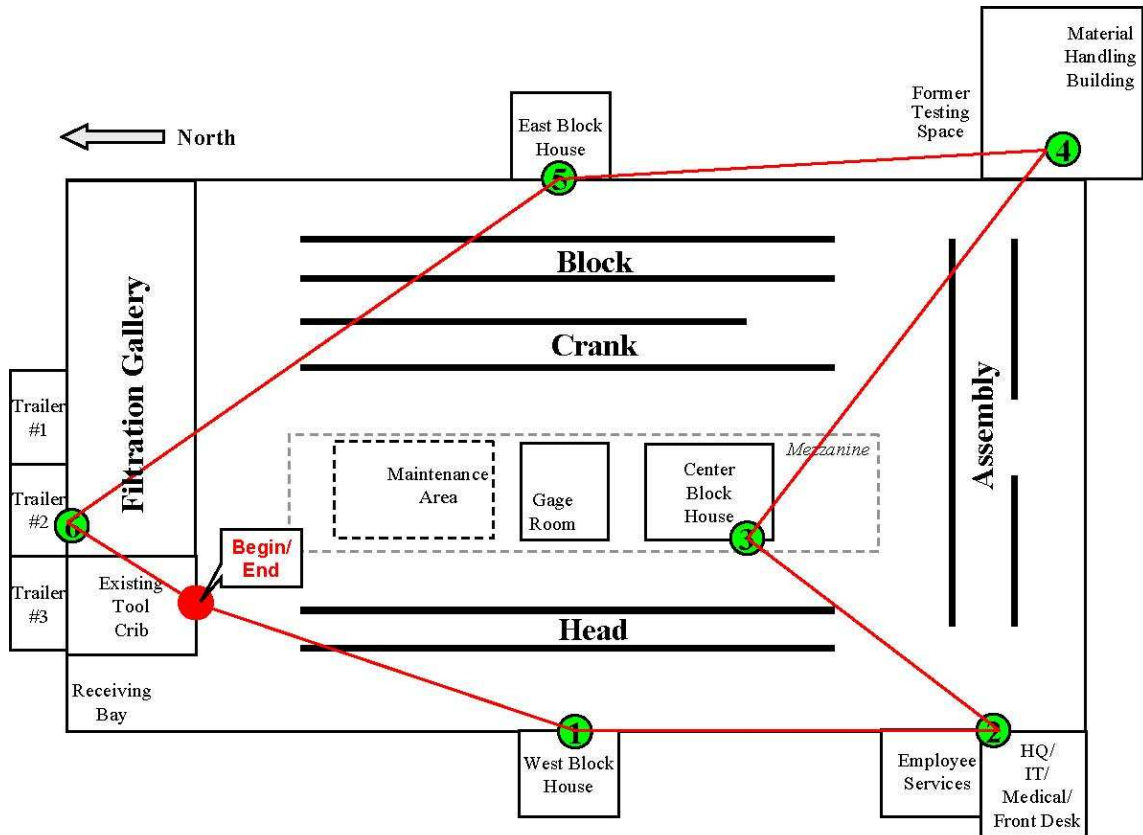 Material
Handling
Building
Former
Testing
Space
4
North
East Block
House
5
Block
Crank
Filtration Gallery
Assembly
Trailer
#1
Trailer
#2
6
Trailer
#3
Mezzanine
Maintenance
Area
Gage
Room
Center
Block
House
3
Begin/
End
Existing
Tool
Crib
Head
Receiving
Bay
1
West Block
House
2
Employee
Services
HQ/
IT/
Medical/
Front Desk